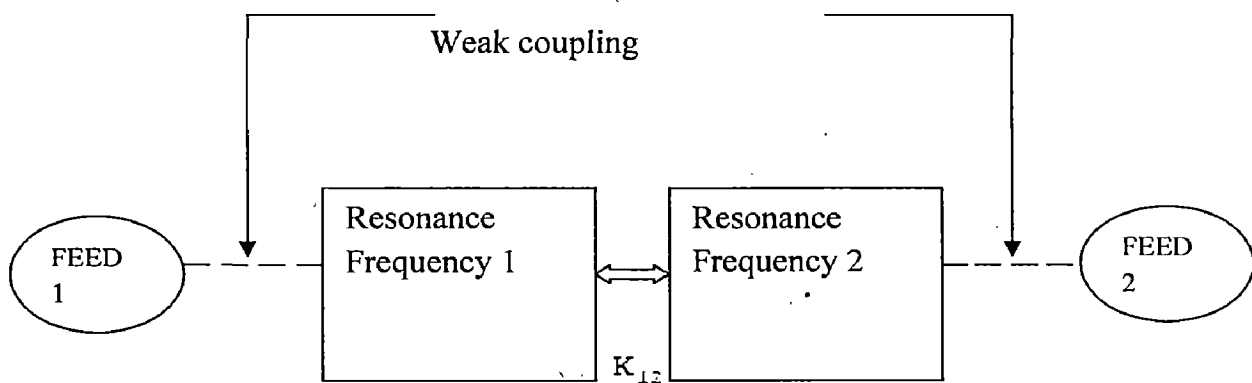 Weak coupling
FEED
1
Resonance
Frequency 1
Resonance
Frequency 2
FEED
2
K12